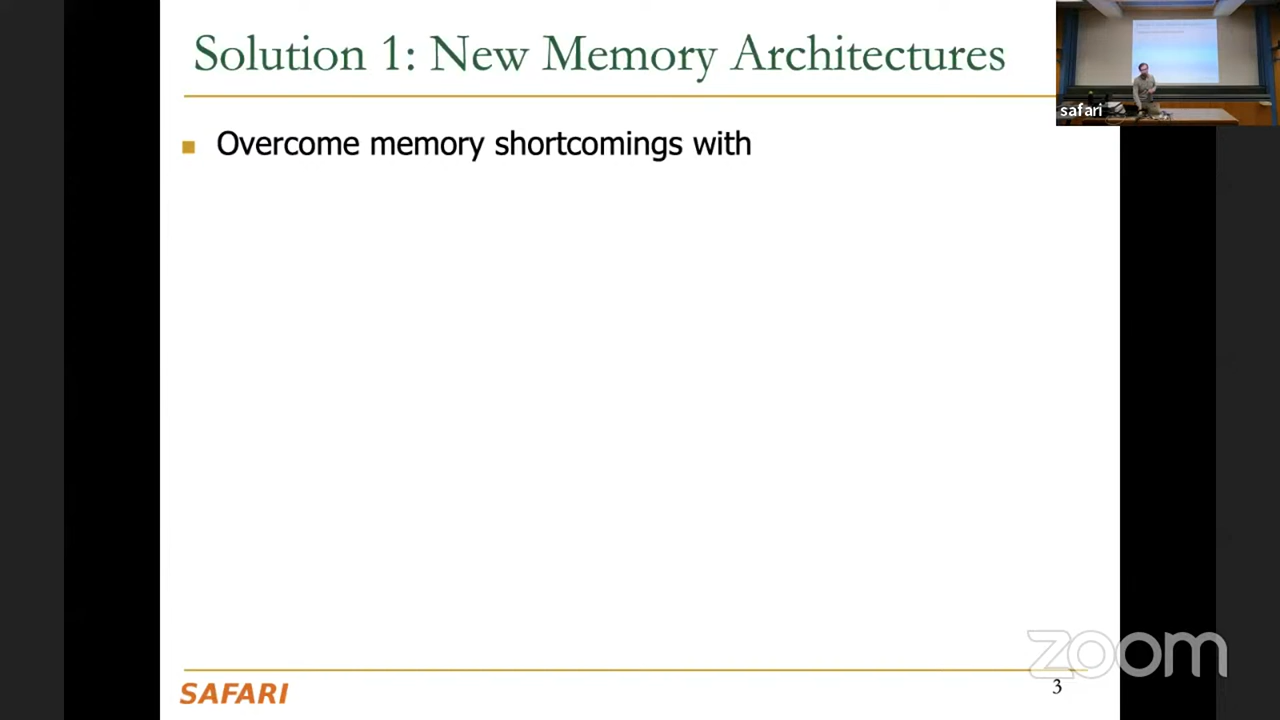 Solution 1: New Memory Architectures
safari
Overcome memory shortcomings with
zoom
SAFARI
3